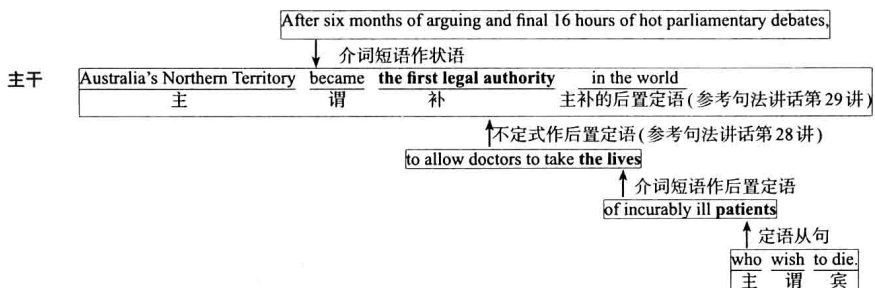 After six months of arguing and final 16 hours of hot parliamentary debates,
介词短语作状语
主干
Australia's Northern Territory became the first legal authority in the world
主 谓 补 主补的后置定语(参考句法讲话第29讲)
不定式作后置定语(参考句法讲话第28讲)
to allow doctors to take the lives
介词短语作后置定语
of incurably ill patients
定语从句
who wish to die.
主 谓 宾